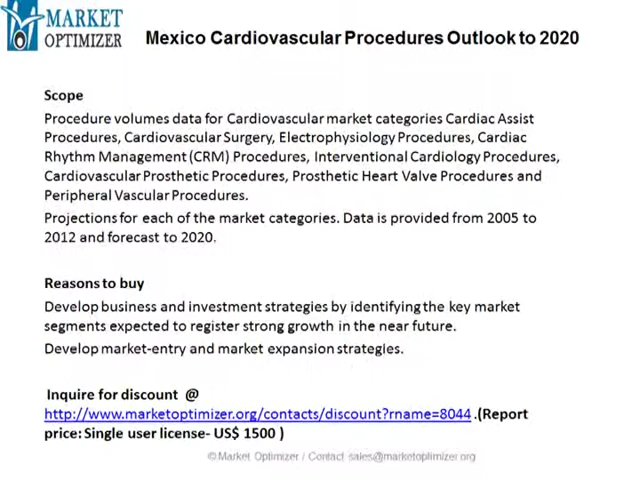 MARKET
OPTIMIZER
Mexico Cardiovascular Procedures Outlook to 2020
Scope
Procedure volumes data for Cardiovascular market categories Cardiac Assist
Procedures, Cardiovascular Surgery, Electrophysiology Procedures, Cardiac
Rhythm Management (CRM) Procedures, Interventional Cardiology Procedures,
Cardiovascular Prosthetic Procedures, Prosthetic Heart Valve Procedures and
Peripheral Vascular Procedures.
Projections for each of the market categories. Data is provided from 2005 to
2012 and forecast to 2020.
Reasons to buy
Develop business and investment strategies by identifying the key market
segments expected to register strong growth in the near future.
Develop market-entry and market expansion strategies.
Inquire for discount @
http://www.marketoptimizer.org/contacts/discount?rname=8044 .(Report
price: Single user license- US$ 1500 )
© Market Optimizer / Contact sales@marketoptimizer.org